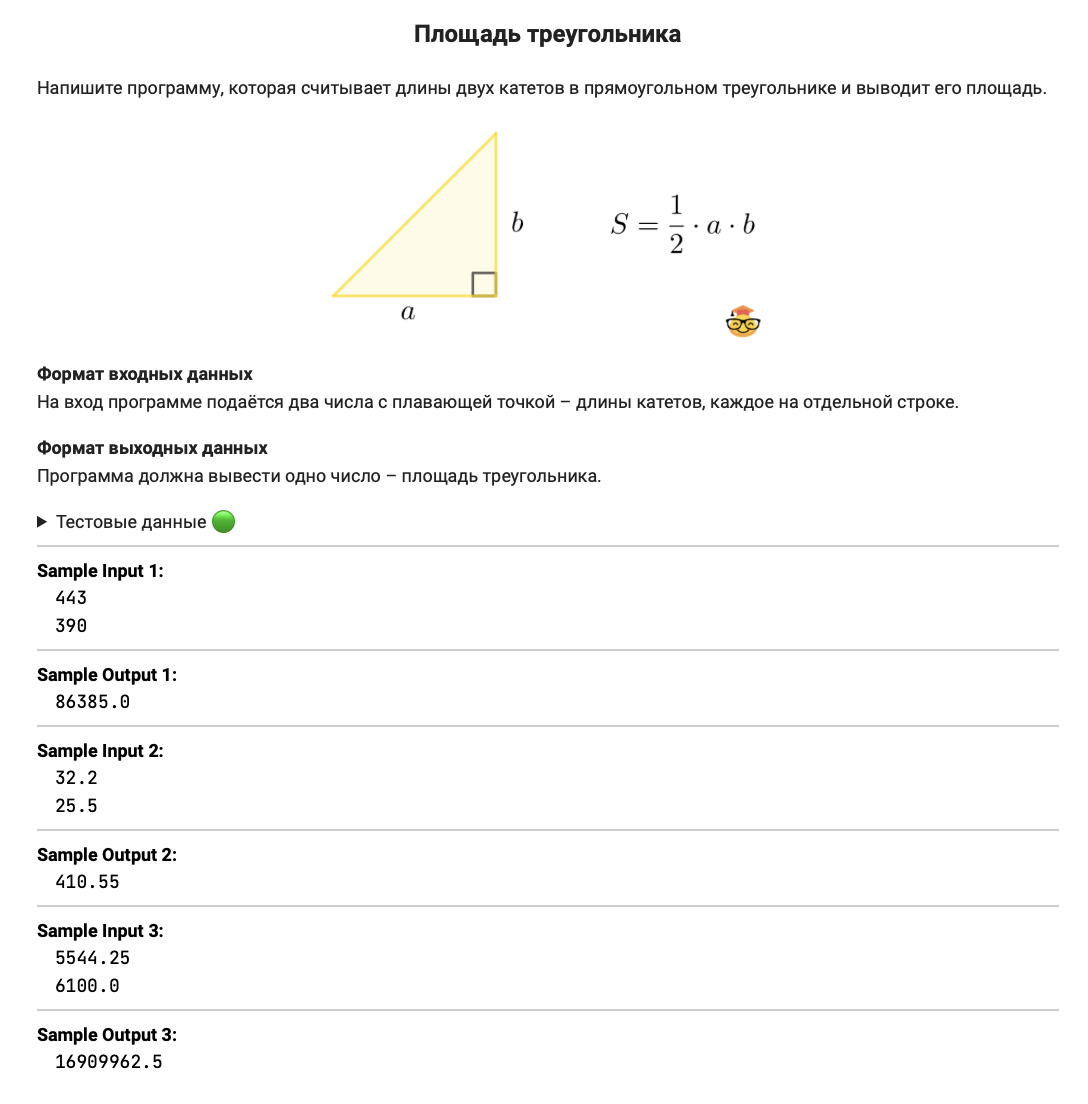 Площадь треугольника
Напишите программу, которая считывает длины двух катетов в прямоугольном треугольнике и выводит его площадь.
b
S = 1/2 · a · b
a
Формат входных данных
На вход программе подаётся два числа с плавающей точкой – длины катетов, каждое на отдельной строке.
Формат выходных данных
Программа должна вывести одно число – площадь треугольника.
Тестовые данные
Sample Input 1:
443
390
Sample Output 1:
86385.0
Sample Input 2:
32.2
25.5
Sample Output 2:
410.55
Sample Input 3:
5544.25
6100.0
Sample Output 3:
16909962.5